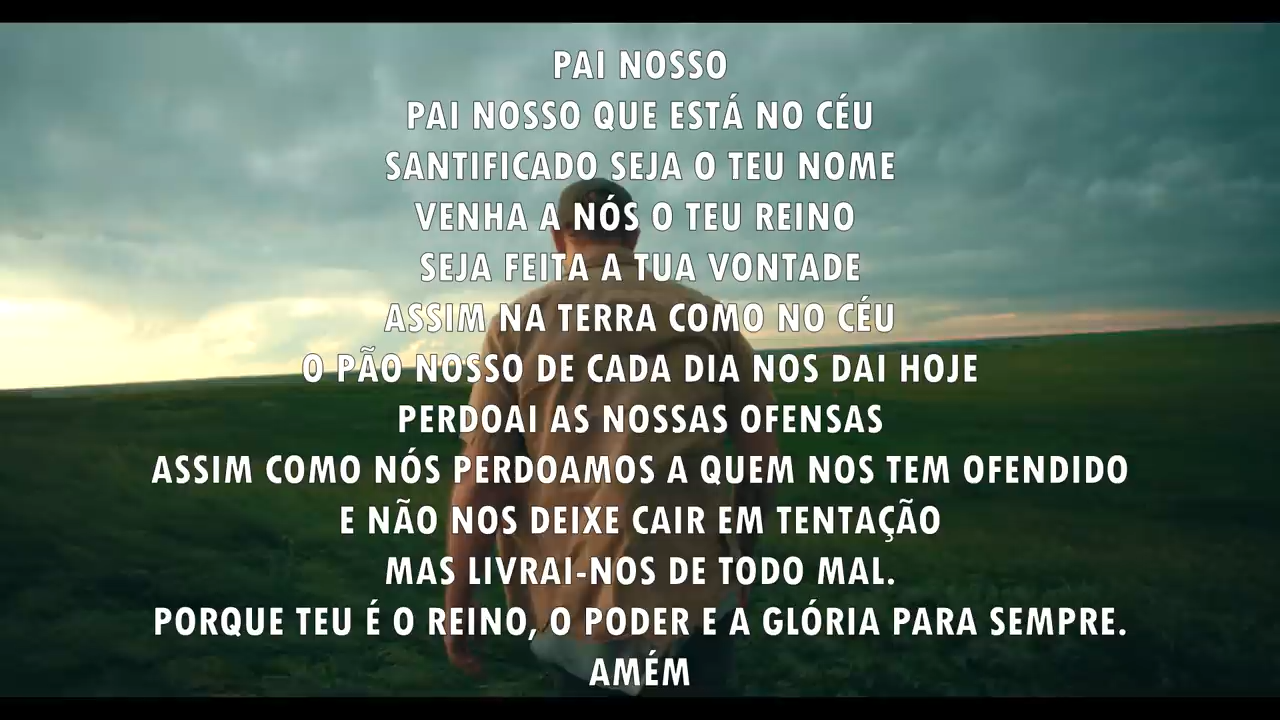 PAI NOSSO
PAI NOSSO QUE ESTÁ NO CÉU
SANTIFICADO SEJA O TEU NOME
VENHA A NÓS O TEU REINO
SEJA FEITA A TUA VONTADE
ASSIM NA TERRA COMO NO CÉU
O PÃO NOSSO DE CADA DIA NOS DAI HOJE
PERDOAI AS NOSSAS OFENSAS
ASSIM COMO NÓS PERDOAMOS A QUEM NOS TEM OFENDIDO
E NÃO NOS DEIXE CAIR EM TENTAÇÃO
MAS LIVRAI-NOS DE TODO MAL.
PORQUE TEU É O REINO, O PODER E A GLÓRIA PARA SEMPRE.
AMÉM